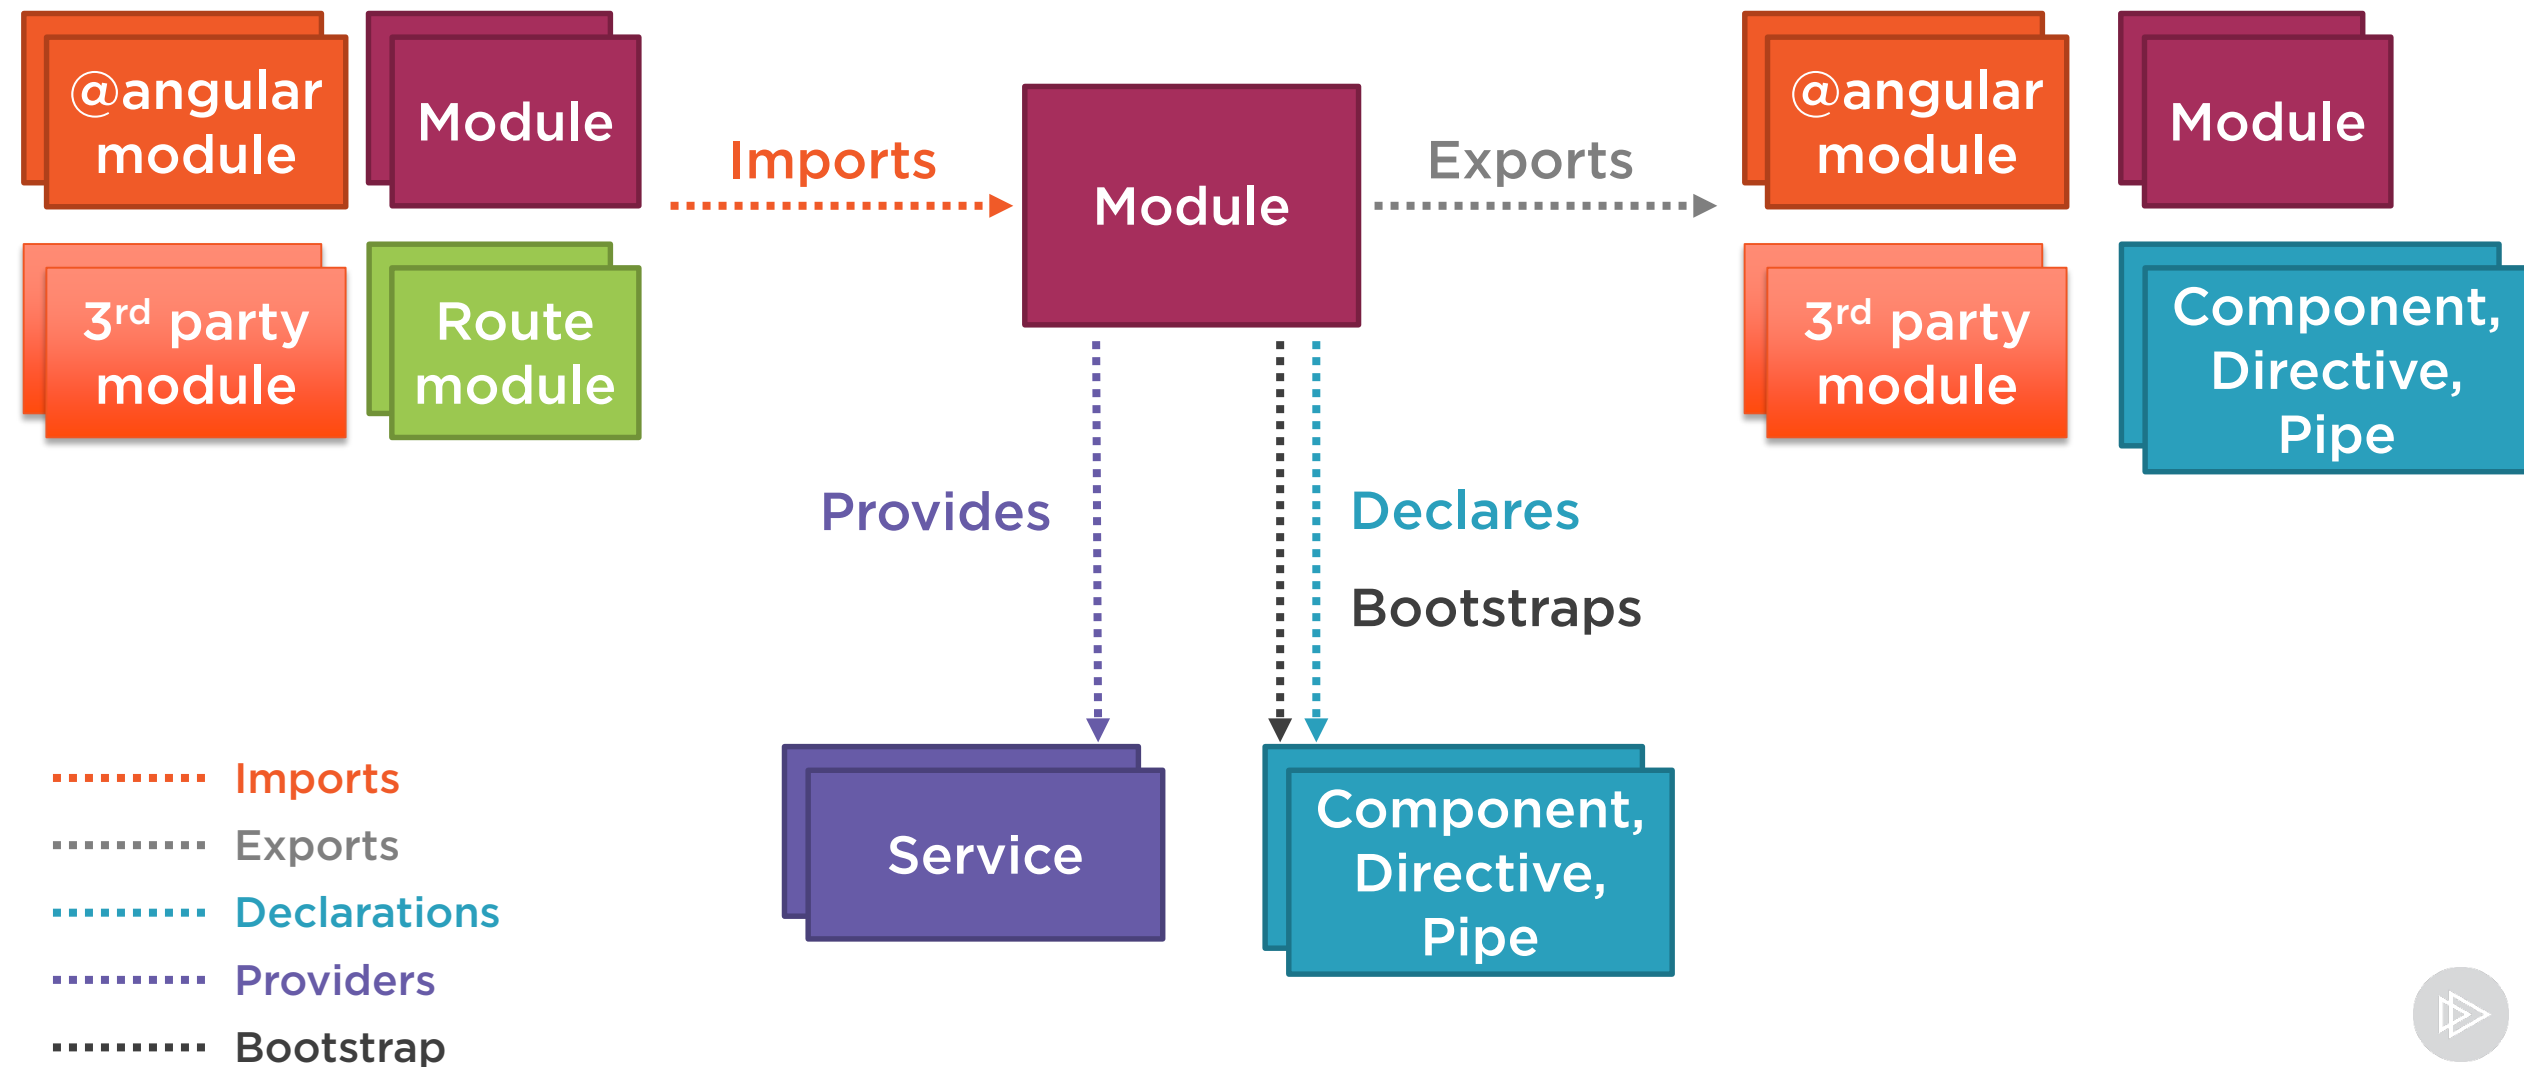 @angular
module
Module
3rd party
module
Route
module
Imports
Module
Exports
@angular
module
Module
3rd party
module
Component,
Directive,
Pipe
Provides
Declares
Bootstraps
Service
Component,
Directive,
Pipe
Imports
Exports
Declarations
Providers
Bootstrap